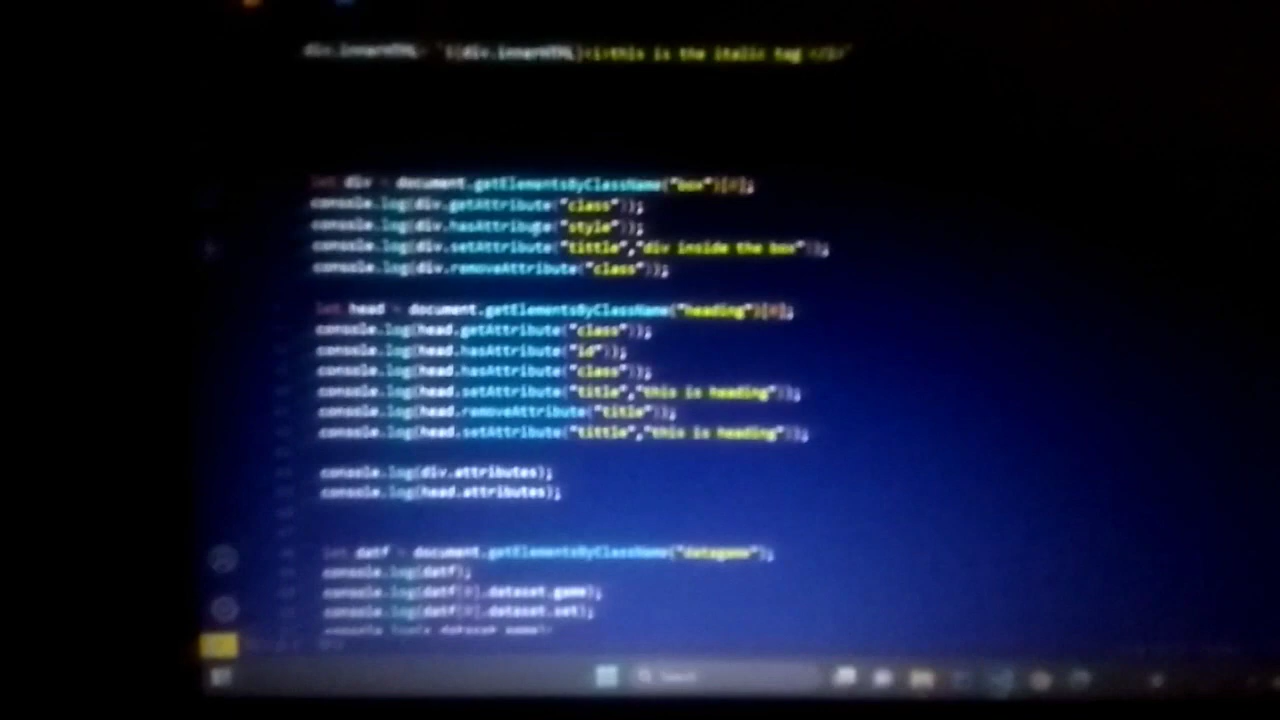 div.innerHTML= `${div.innerHTML}<i>this is the italic tag </i>`
let div = document.getElementsByClassName("box")[0];
console.log(div.getAttribute("class"));
console.log(div.hasAttribute("style"));
console.log(div.setAttribute("tittle","div inside the box"));
console.log(div.removeAttribute("class"));
let head = document.getElementsByClassName("heading")[0];
console.log(head.getAttribute("class"));
console.log(head.hasAttribute("id"));
console.log(head.hasAttribute("class"));
console.log(head.setAttribute("title","this is heading"));
console.log(head.removeAttribute("title"));
console.log(head.setAttribute("tittle","this is heading"));
console.log(div.attributes);
console.log(head.attributes);
let datf = document.getElementsByClassName("datagame");
console.log(datf);
console.log(datf[0].dataset.game);
console.log(datf[0].dataset.set);
Search